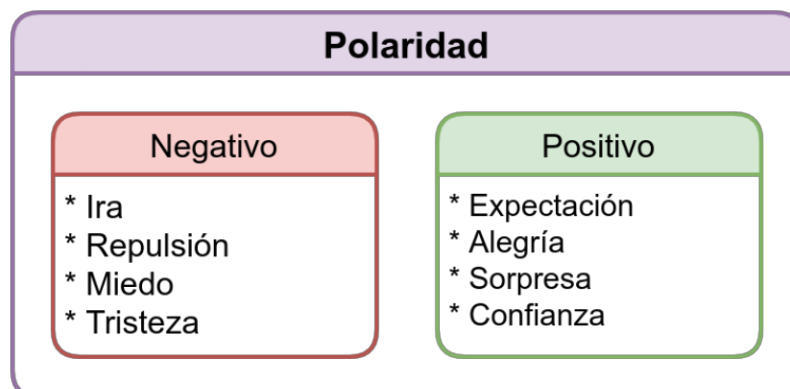 Polaridad
Negativo
* Ira
* Repulsión
* Miedo
* Tristeza
Positivo
* Expectación
* Alegría
* Sorpresa
* Confianza